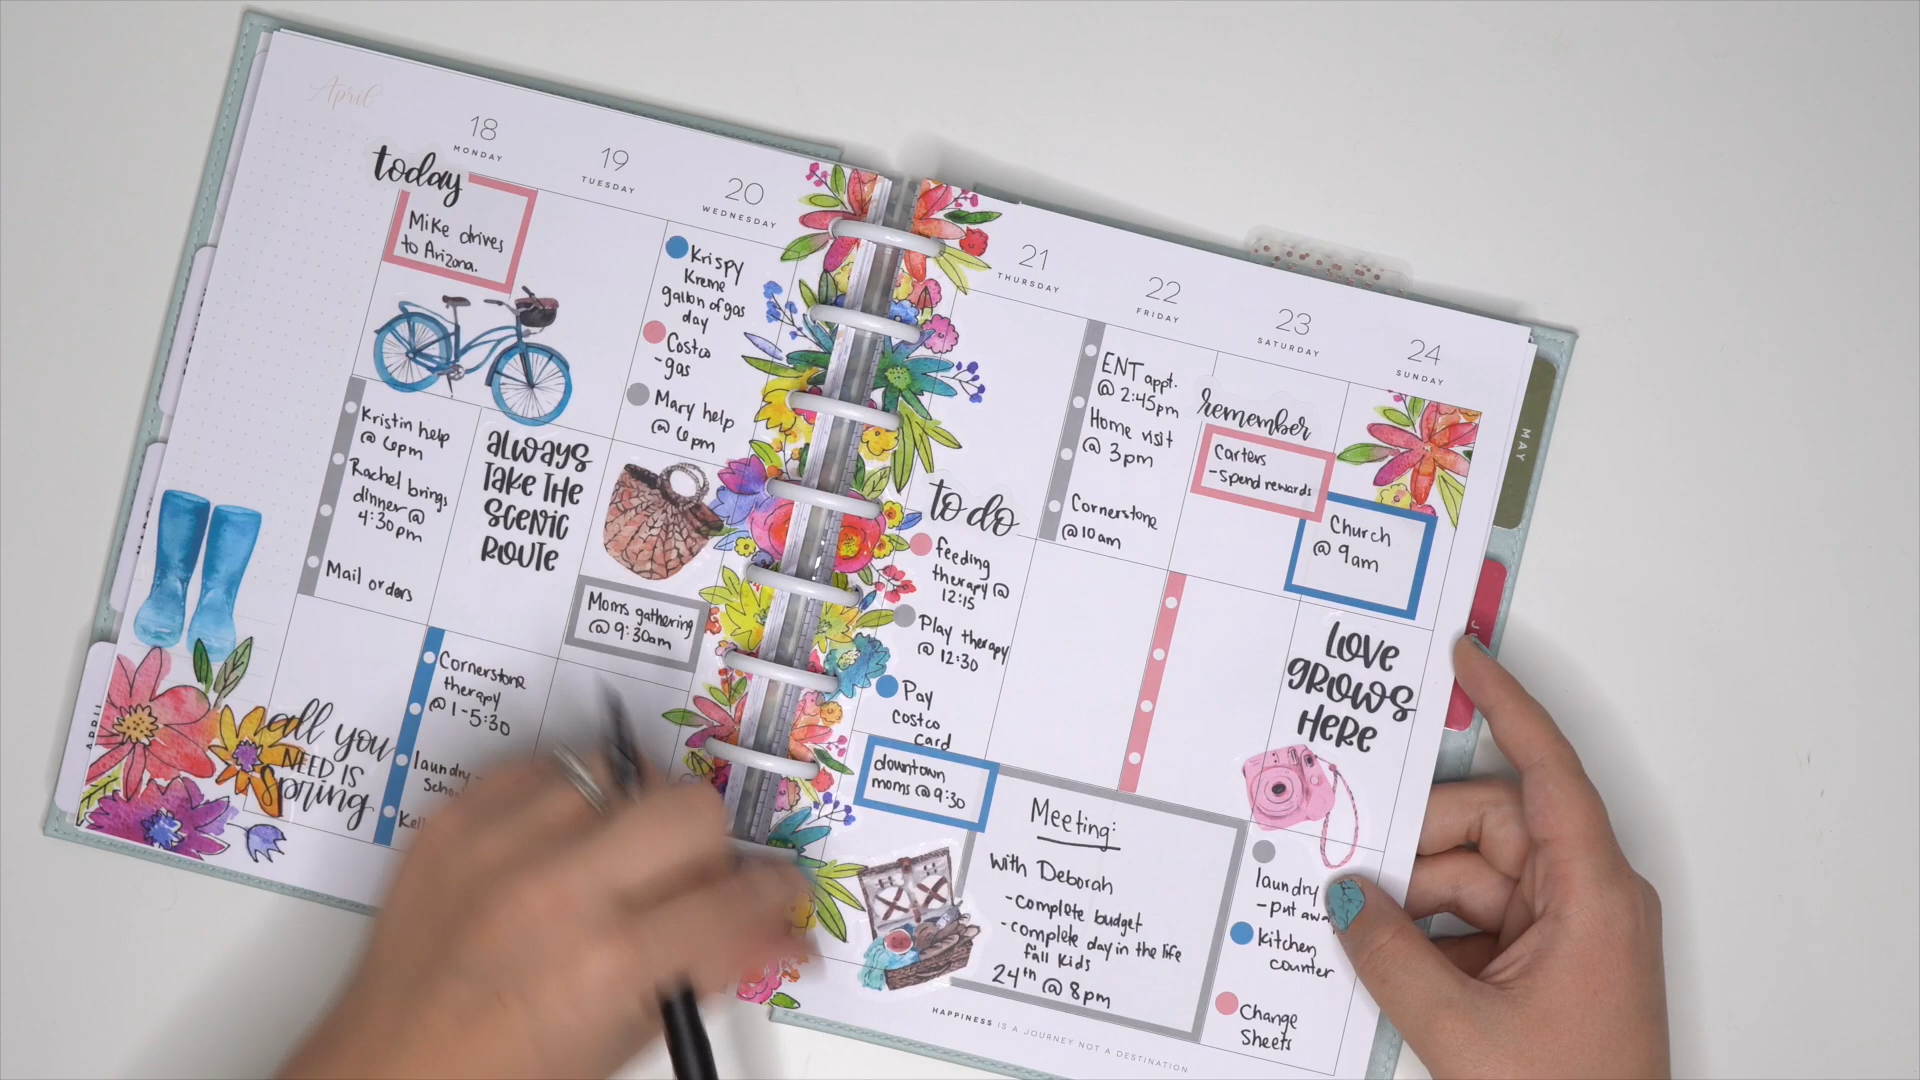 April
18
MONDAY
19
TUESDAY
20
WEDNESDAY
today
Mike drives
to Arizona.
Kristin help
@ 6pm
Rachel brings
dinner @
4:30pm
Mail orders
all you
NEED IS
spring
APRIL
always
take the
scenic
route
Cornerstone
therapy
@ 1-5:30
laundry-
Kell
Krispy
Kreme
gallon of gas
day
Costco
-gas
Mary help
@ 6pm
Moms gathering
@ 9:30am
21
THURSDAY
22
FRIDAY
23
SATURDAY
24
SUNDAY
to do
feeding
therapy @
12:15
Play therapy
@ 12:30
Pay
Costco
card
downtown
moms @ 9:30
ENT appt.
@ 2:45pm
Home visit
@ 3pm
Cornerstone
@ 10am
Meeting:
with Deborah
-complete budget
-complete day in the life
fall kids
24th @ 8pm
remember
Carters
-spend rewards
Church
@ 9am
LOVE
GROWS
HERE
laundry
-put awa
kitchen
counter
Change
Sheets
HAPPINESS IS A JOURNEY NOT A DESTINATION
MAY